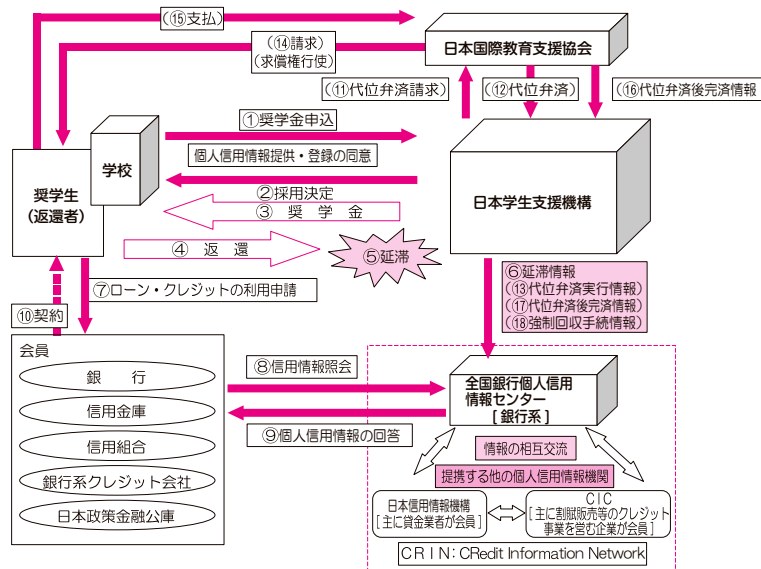 (⑮支払)
(⑭請求)
(求償権行使)
日本国際教育支援協会
(⑪代位弁済請求)
(⑫代位弁済)
(⑯代位弁済後完済情報)
①奨学金申込
個人信用情報提供・登録の同意
学校
奨学生
(返還者)
日本学生支援機構
②採用決定
③ 奨 学 金
④ 返 還
⑤延滞
⑥延滞情報
(⑬代位弁済実行情報)
(⑰代位弁済後完済情報)
(⑱強制回収手続情報)
⑦ローン・クレジットの利用申請
⑩契約
会員
銀 行
信用金庫
信用組合
銀行系クレジット会社
日本政策金融公庫
⑧信用情報照会
⑨個人信用情報の回答
全国銀行個人信用
情報センター
[ 銀行系 ]
情報の相互交流
提携する他の個人信用情報機関
日本信用情報機構
[ 主に貸金業者が会員 ]
CIC
[ 主に割賦販売等のクレジット
事業を営む企業が会員 ]
CRIN：CRedit Information Network